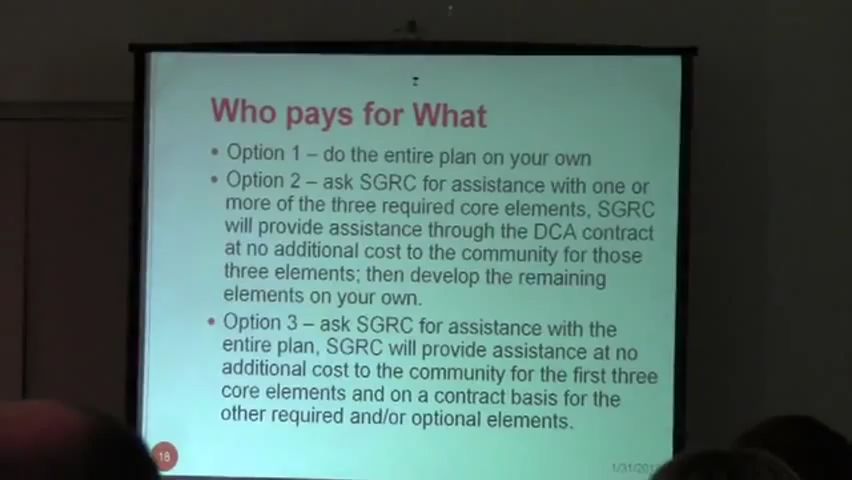 Who pays for What
• Option 1 – do the entire plan on your own
• Option 2 – ask SGRC for assistance with one or
more of the three required core elements, SGRC
will provide assistance through the DCA contract
at no additional cost to the community for those
three elements; then develop the remaining
elements on your own.
• Option 3 – ask SGRC for assistance with the
entire plan, SGRC will provide assistance at no
additional cost to the community for the first three
core elements and on a contract basis for the
other required and/or optional elements.
18